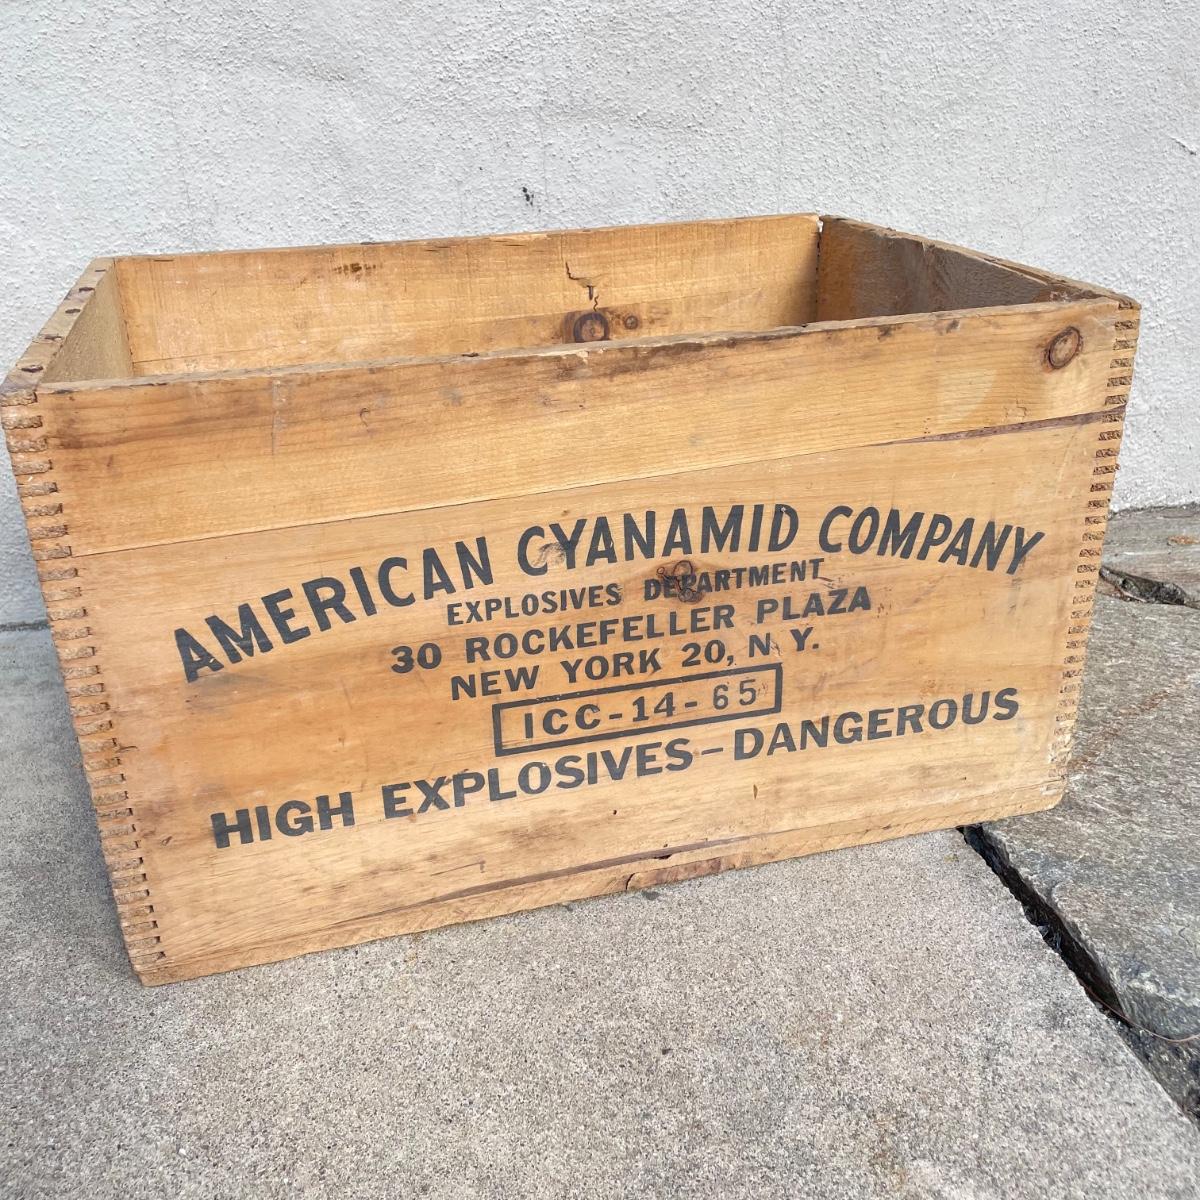 AMERICAN CYANAMID COMPANY
EXPLOSIVES DEPARTMENT
30 ROCKEFELLER PLAZA
NEW YORK 20, N.Y.
ICC-14-65
HIGH EXPLOSIVES-DANGEROUS